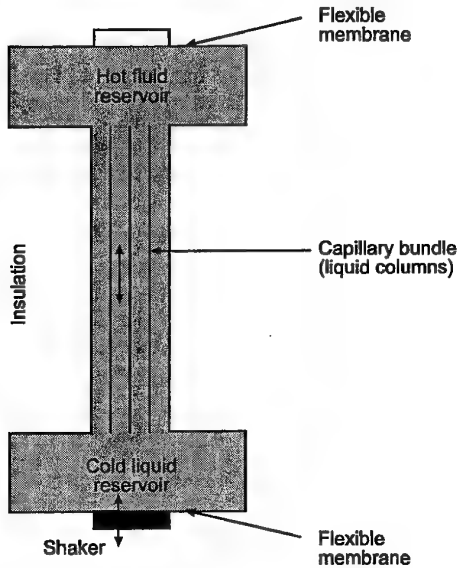 Flexible
membrane
Hot fluid
reservoir
Insulation
Capillary bundle
(liquid columns)
Cold liquid
reservoir
Shaker
Flexible
membrane